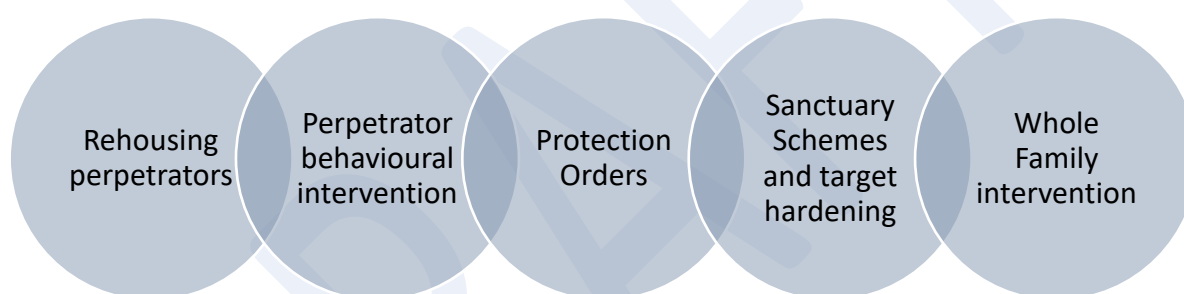 Rehousing
perpetrators
Perpetrator
behavioural
intervention
Protection
Orders
Sanctuary
Schemes
and target
hardening
Whole
Family
intervention